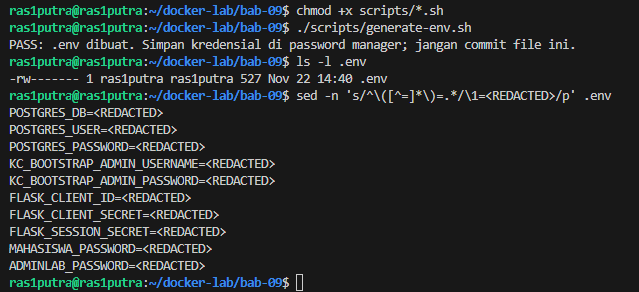 ras1putra@ras1putra:~/docker-lab/bab-09$ chmod +x scripts/*.sh
ras1putra@ras1putra:~/docker-lab/bab-09$ ./scripts/generate-env.sh
PASS: .env dibuat. Simpan kredensial di password manager; jangan commit file ini.
ras1putra@ras1putra:~/docker-lab/bab-09$ ls -l .env
-rw------- 1 ras1putra ras1putra 527 Nov 22 14:40 .env
ras1putra@ras1putra:~/docker-lab/bab-09$ sed -n 's/^\([^=]*\)=.*/\1=<REDACTED>/p' .env
POSTGRES_DB=<REDACTED>
POSTGRES_USER=<REDACTED>
POSTGRES_PASSWORD=<REDACTED>
KC_BOOTSTRAP_ADMIN_USERNAME=<REDACTED>
KC_BOOTSTRAP_ADMIN_PASSWORD=<REDACTED>
FLASK_CLIENT_ID=<REDACTED>
FLASK_CLIENT_SECRET=<REDACTED>
FLASK_SESSION_SECRET=<REDACTED>
MAHASISWA_PASSWORD=<REDACTED>
ADMINLAB_PASSWORD=<REDACTED>
ras1putra@ras1putra:~/docker-lab/bab-09$